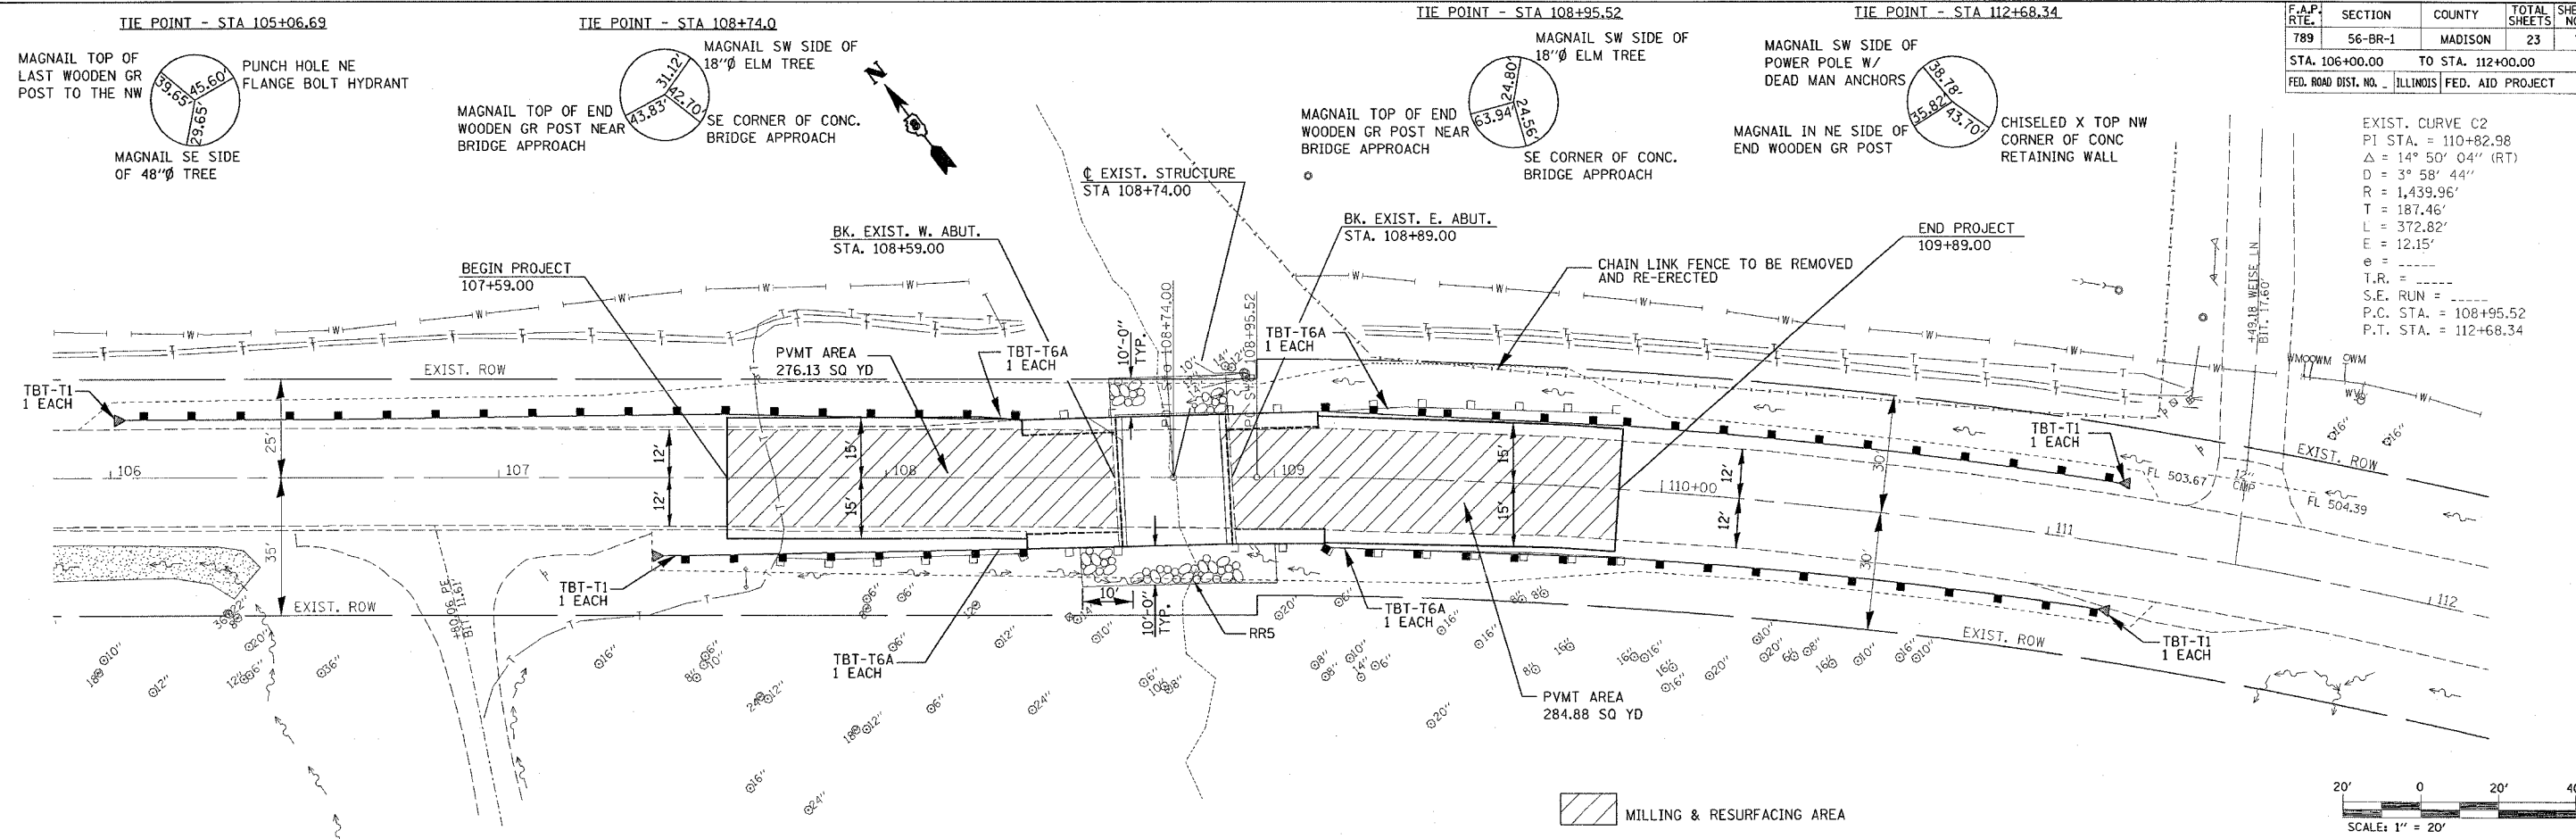 TIE POINT - STA 105+06.69
MAGNAIL TOP OF
LAST WOODEN GR
POST TO THE NW
39.65'
45.60'
29.65'
PUNCH HOLE NE
FLANGE BOLT HYDRANT
MAGNAIL SE SIDE
OF 48"Ø TREE
TIE POINT - STA 108+74.0
MAGNAIL SW SIDE OF
18"Ø ELM TREE
31.12'
43.83'
42.70'
MAGNAIL TOP OF END
WOODEN GR POST NEAR
BRIDGE APPROACH
SE CORNER OF CONC.
BRIDGE APPROACH
N
TIE POINT - STA 108+95.52
MAGNAIL SW SIDE OF
18"Ø ELM TREE
24.80'
63.94'
24.56'
MAGNAIL TOP OF END
WOODEN GR POST NEAR
BRIDGE APPROACH
SE CORNER OF CONC.
BRIDGE APPROACH
TIE POINT - STA 112+68.34
MAGNAIL SW SIDE OF
POWER POLE W/
DEAD MAN ANCHORS
38.78'
35.82'
43.70'
MAGNAIL IN NE SIDE OF
END WOODEN GR POST
CHISELED X TOP NW
CORNER OF CONC
RETAINING WALL
F.A.P. RTE. SECTION COUNTY TOTAL SHEETS
789 56-BR-1 MADISON 23
STA. 106+00.00 TO STA. 112+00.00
FED. ROAD DIST. NO. _ ILLINOIS FED. AID PROJECT
EXIST. CURVE C2
PI STA. = 110+82.98
Δ = 14° 50' 04" (RT)
D = 3° 58' 44"
R = 1,439.96'
T = 187.46'
L = 372.82'
E = 12.15'
e = -----
T.R. = -----
S.E. RUN = -----
P.C. STA. = 108+95.52
P.T. STA. = 112+68.34
℄ EXIST. STRUCTURE
STA 108+74.00
BK. EXIST. W. ABUT.
STA. 108+59.00
BK. EXIST. E. ABUT.
STA. 108+89.00
BEGIN PROJECT
107+59.00
END PROJECT
109+89.00
CHAIN LINK FENCE TO BE REMOVED
AND RE-ERECTED
+49.18 WEISE LN
BIT. 17.60'
TBT-T1
1 EACH
EXIST. ROW
PVMT AREA
276.13 SQ YD
TBT-T6A
1 EACH
10'-0"
TYP.
TBT-T6A
1 EACH
TBT-T1
1 EACH
EXIST. ROW
FL 503.67
12"
CMP
FL 504.39
25'
35'
12'
12'
15'
15'
15'
15'
12'
12'
30'
30'
106
107
108
109
110+00
111
112
TBT-T1
1 EACH
EXIST. ROW
TBT-T6A
1 EACH
10'
10'-0"
TYP.
RR5
TBT-T6A
1 EACH
PVMT AREA
284.88 SQ YD
EXIST. ROW
TBT-T1
1 EACH
MILLING & RESURFACING AREA
20' 0 20'
SCALE: 1" = 20'